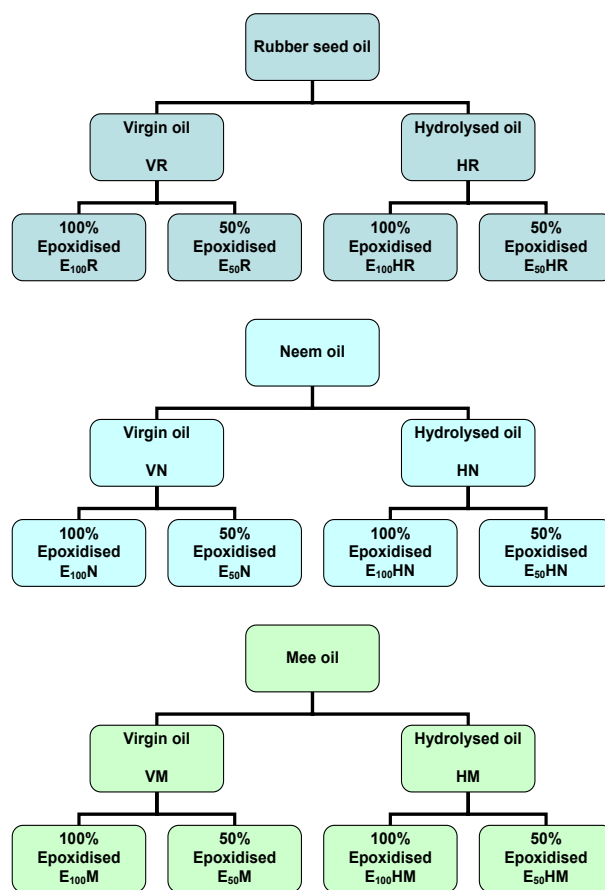 Rubber seed oil
Virgin oil
VR
Hydrolysed oil
HR
100%
Epoxidised
E₁₀₀R
50%
Epoxidised
E₅₀R
100%
Epoxidised
E₁₀₀HR
50%
Epoxidised
E₅₀HR
Neem oil
Virgin oil
VN
Hydrolysed oil
HN
100%
Epoxidised
E₁₀₀N
50%
Epoxidised
E₅₀N
100%
Epoxidised
E₁₀₀HN
50%
Epoxidised
E₅₀HN
Mee oil
Virgin oil
VM
Hydrolysed oil
HM
100%
Epoxidised
E₁₀₀M
50%
Epoxidised
E₅₀M
100%
Epoxidised
E₁₀₀HM
50%
Epoxidised
E₅₀HM